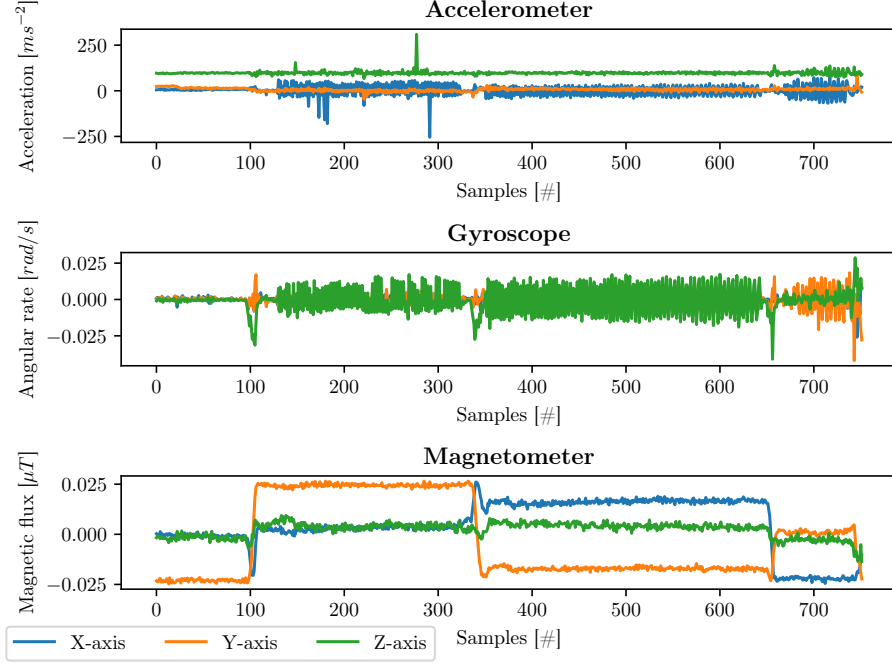 Accelerometer
Acceleration [ms⁻²]
250
0
−250
0 100 200 300 400 500 600 700
Samples [#]
Gyroscope
Angular rate [rad/s]
0.025
0.000
−0.025
0 100 200 300 400 500 600 700
Samples [#]
Magnetometer
Magnetic flux [μT]
0.025
0.000
−0.025
0 100 200 300 400 500 600 700
Samples [#]
X-axis Y-axis Z-axis